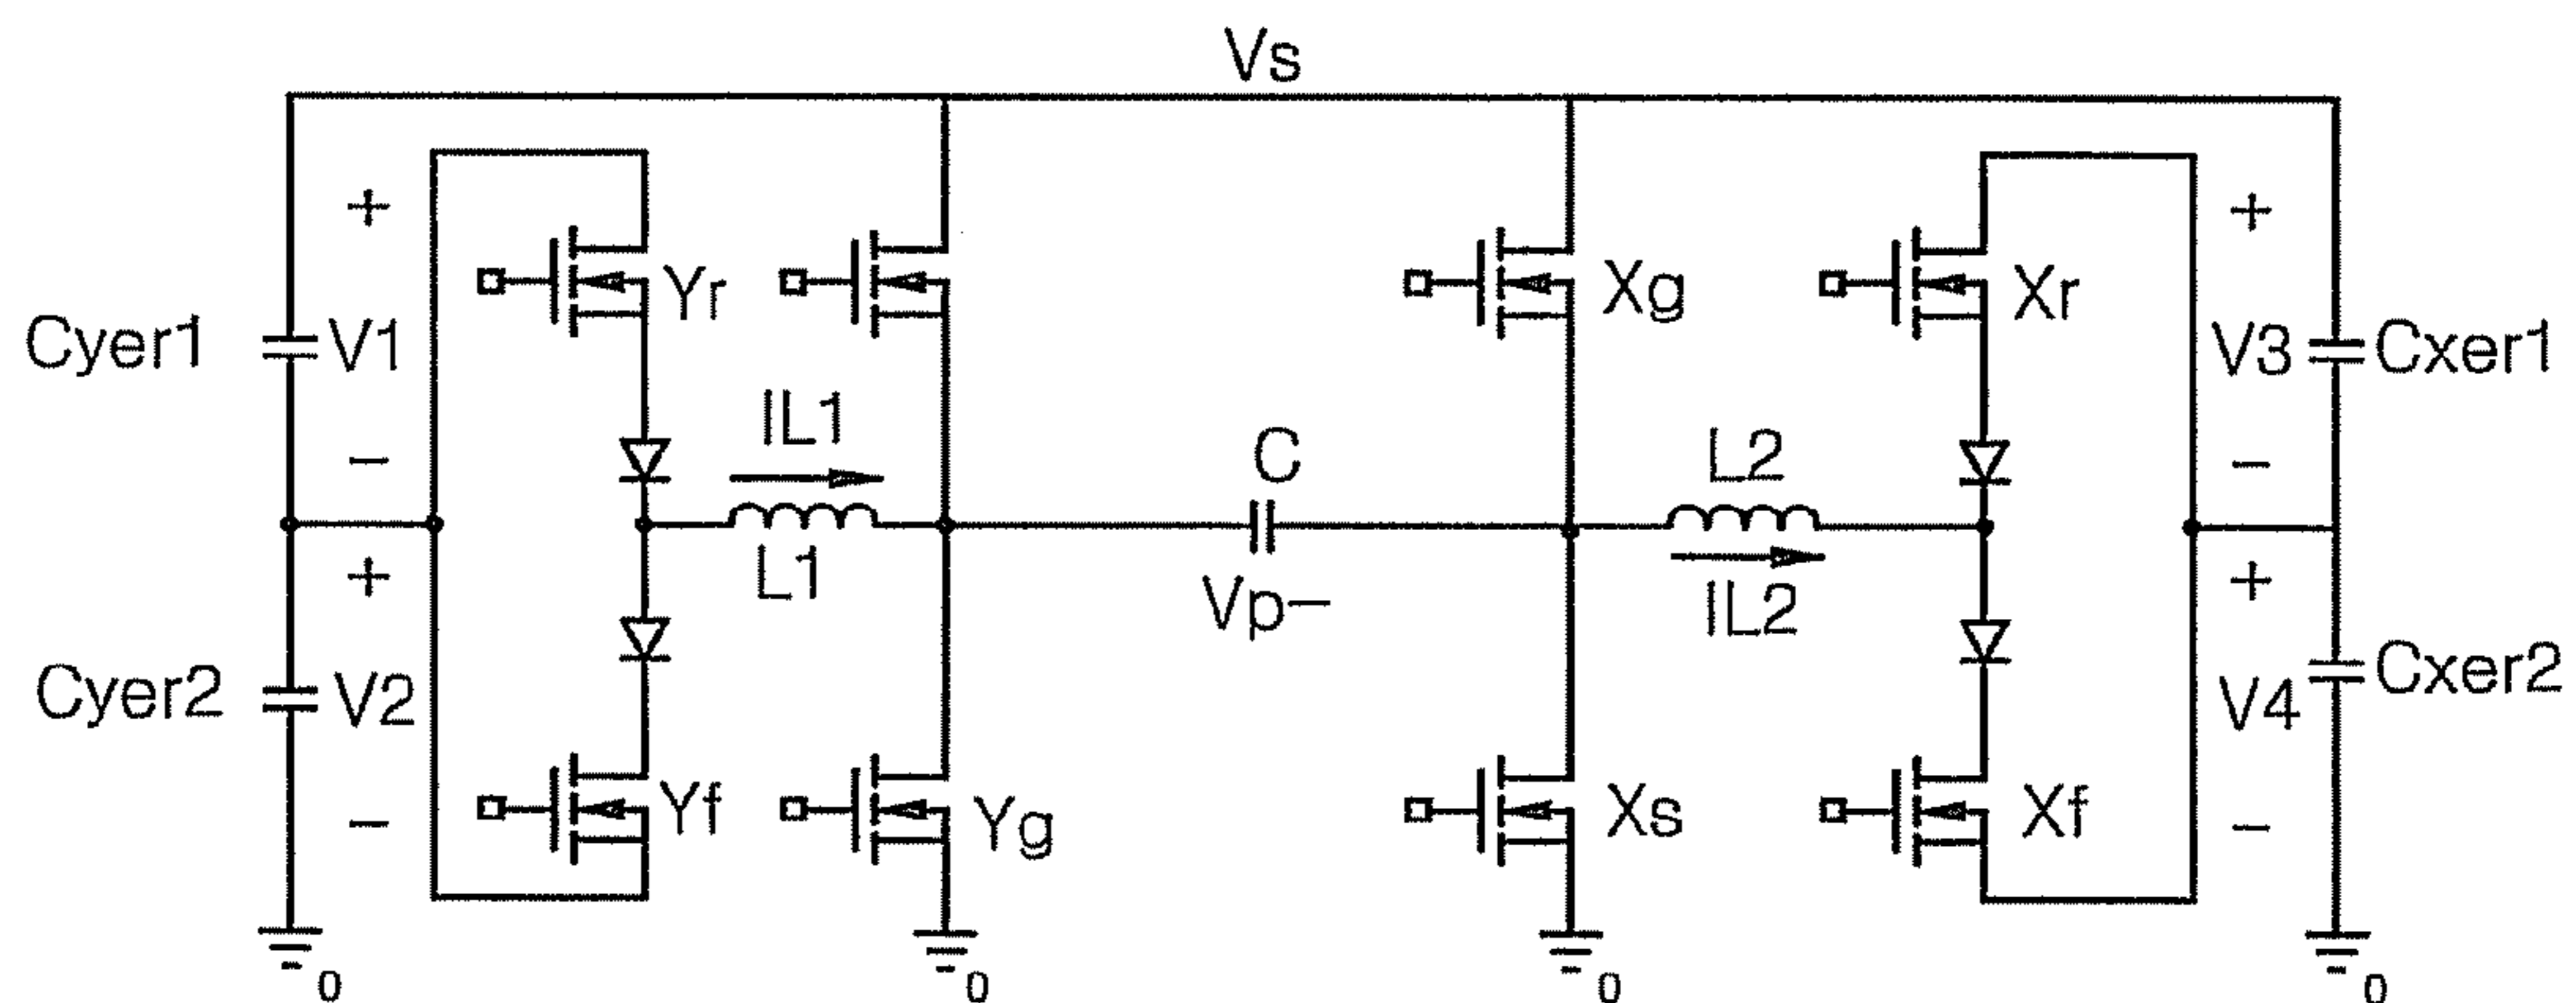 Vs
+
+
Yr
Xg
Xr
Cyer1
V1
V3
Cxer1
IL1
-
C
L2
-
L1
+
Vp-
IL2
+
Cyer2
V2
Yf
Yg
Xs
Xf
V4
Cxer2
-
-
0
0
0
0